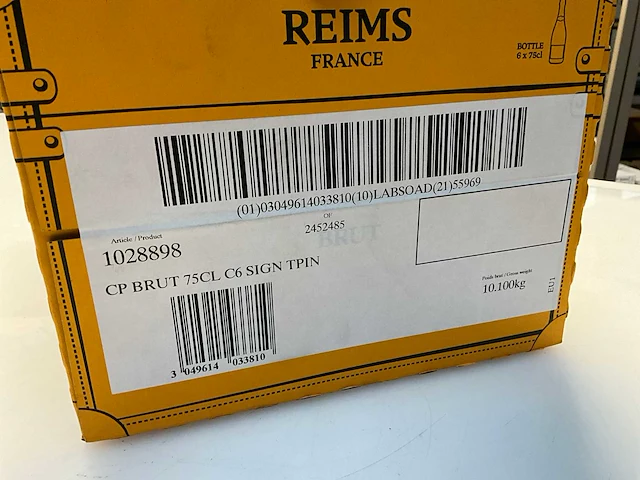 REIMS
FRANCE
BOTTLE
6 x 75cl
(01)03049614033810(10)LABSOAD(21)55969
OF
2452485
BRUT
Article / Product
1028898
CP BRUT 75CL C6 SIGN TPIN
Poids brut / Gross weight
10.100kg
EU1
3 049614 033810